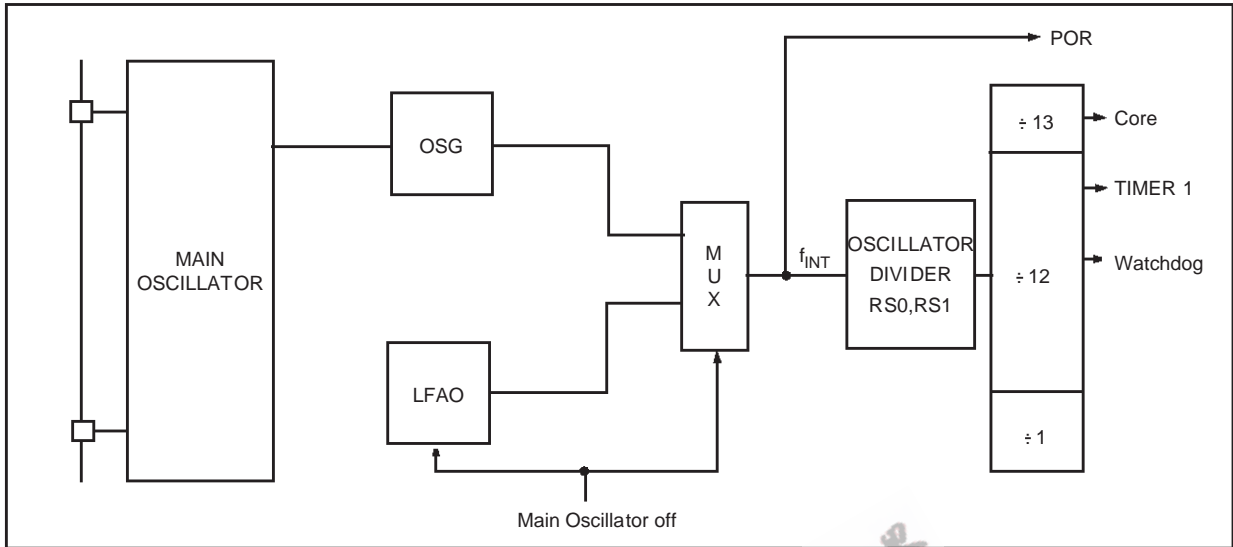 POR
÷ 13
Core
OSG
TIMER 1
MAIN
OSCILLATOR
M
U
X
fINT
OSCILLATOR
DIVIDER
RS0,RS1
÷ 12
Watchdog
LFAO
÷ 1
Main Oscillator off